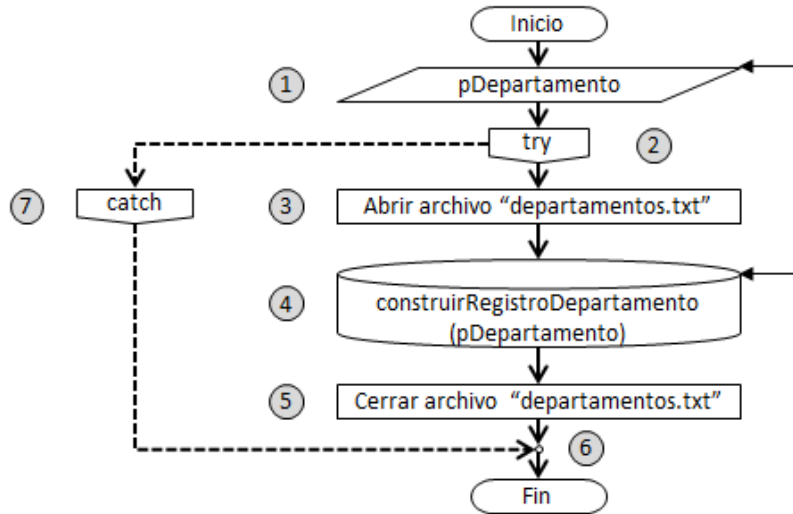 Inicio
1 pDepartamento
try 2
7 catch
3 Abrir archivo “departamentos.txt”
4 construirRegistroDepartamento
(pDepartamento)
5 Cerrar archivo “departamentos.txt”
6
Fin